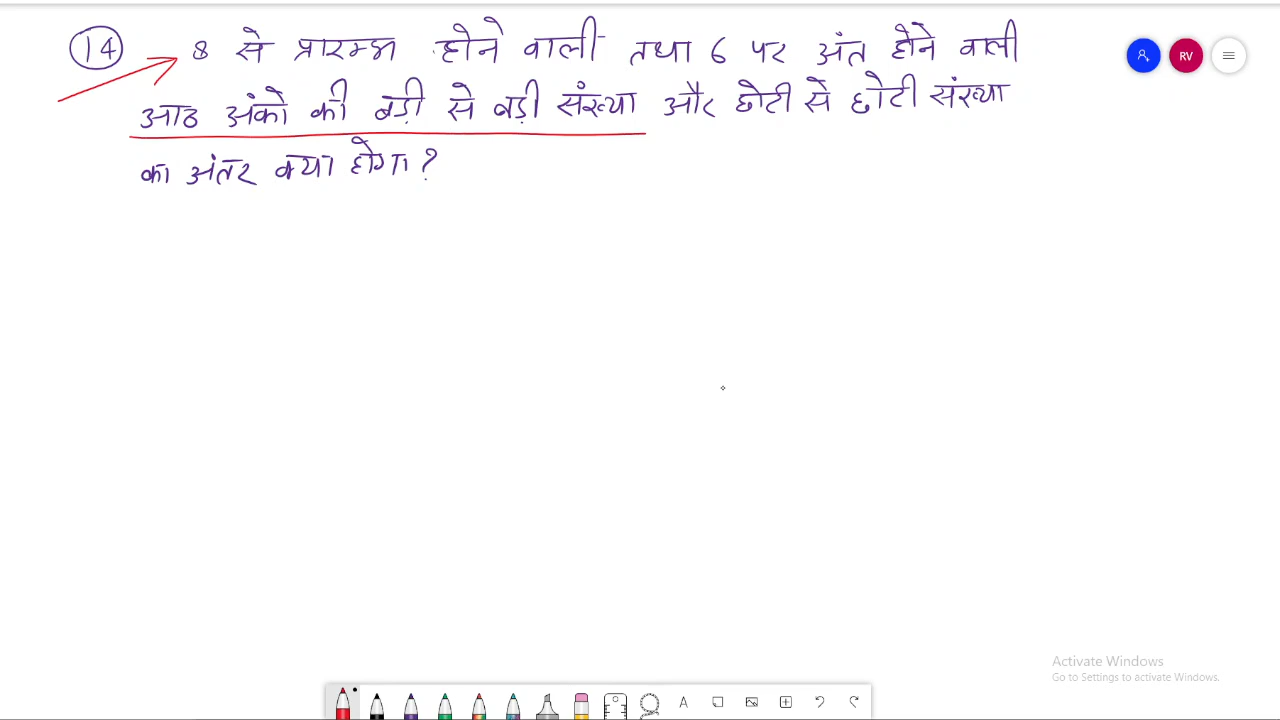 14 8 से प्रारम्भ होने वाली तथा 6 पर अंत होने वाली
आठ अंको की बड़ी से बड़ी संख्या और छोटी से छोटी संख्या
का अंतर क्या होगा?
RV
Activate Windows
Go to Settings to activate Windows.
A